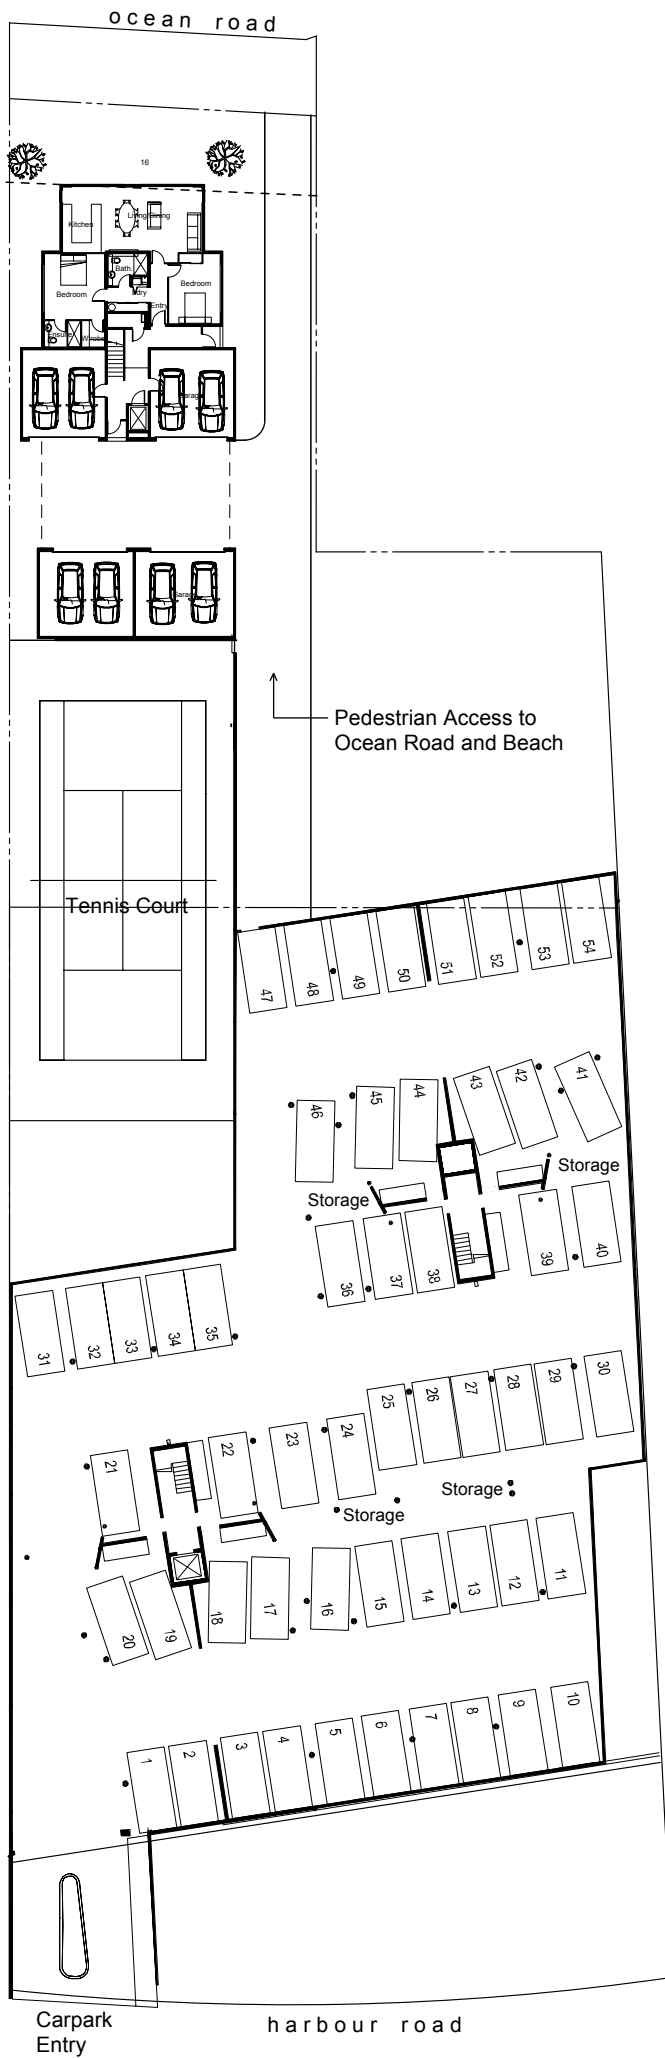 ocean road
16
Kitchen
Living/Dining
Bath.
Bedroom
Bedroom
Ldry
Entry
Ensuite
W.robe
Garage
Garage
Pedestrian Access to
Ocean Road and Beach
Tennis Court
47
48
49
50
51
52
53
54
46
45
44
43
42
41
Storage
Storage
36
37
38
39
40
31
32
33
34
35
25
26
27
28
29
30
21
22
23
24
Storage
Storage
20
19
18
17
16
15
14
13
12
11
1
2
3
4
5
6
7
8
9
10
Carpark
Entry
harbour road